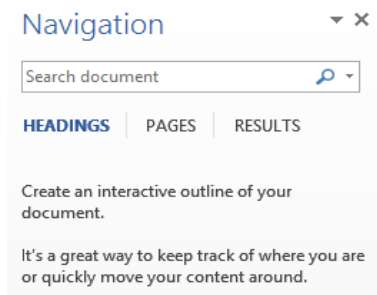 Navigation
Search document
HEADINGS PAGES RESULTS
Create an interactive outline of your
document.
It's a great way to keep track of where you are
or quickly move your content around.